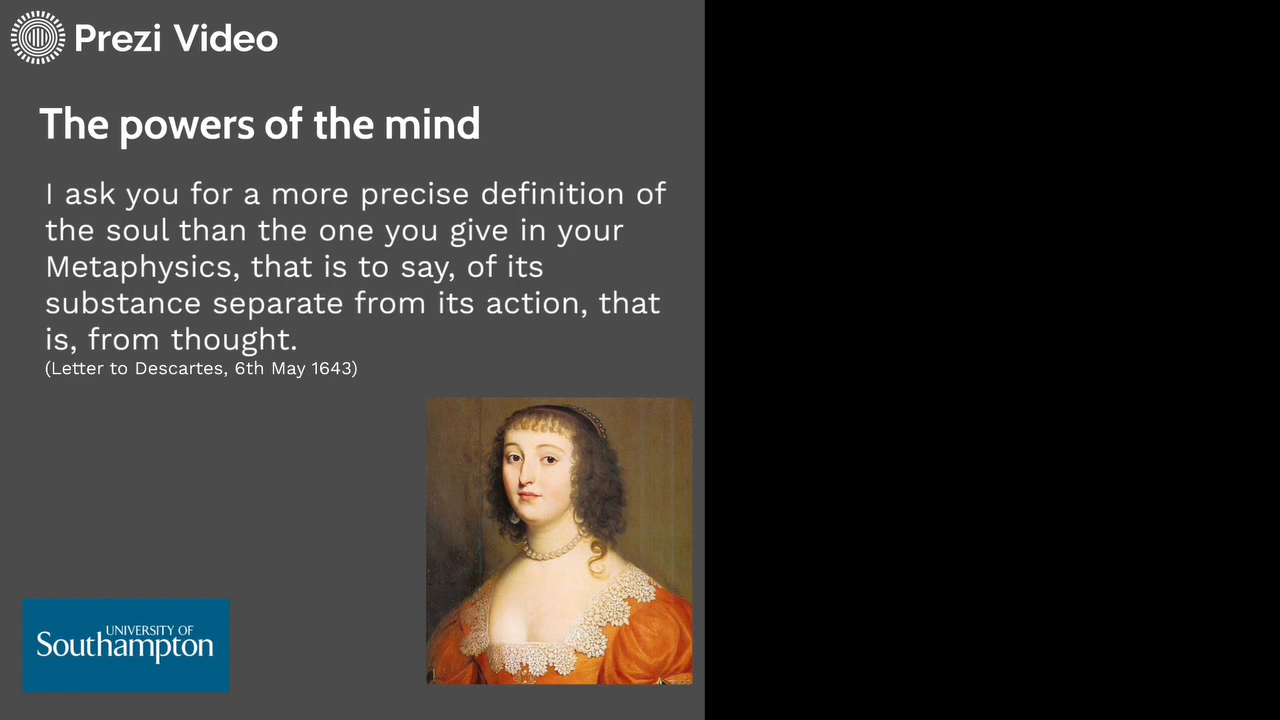 Prezi Video
The powers of the mind
I ask you for a more precise definition of
the soul than the one you give in your
Metaphysics, that is to say, of its
substance separate from its action, that
is, from thought.
(Letter to Descartes, 6th May 1643)
UNIVERSITY OF
Southampton